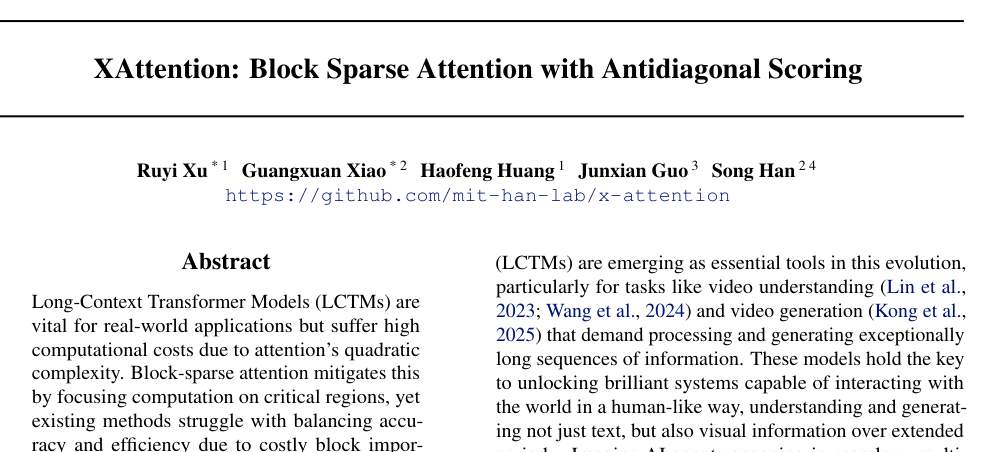 XAttention: Block Sparse Attention with Antidiagonal Scoring
Ruyi Xu * 1 Guangxuan Xiao * 2 Haofeng Huang 1 Junxian Guo 3 Song Han 2 4
https://github.com/mit-han-lab/x-attention
Abstract
Long-Context Transformer Models (LCTMs) are
vital for real-world applications but suffer high
computational costs due to attention's quadratic
complexity. Block-sparse attention mitigates this
by focusing computation on critical regions, yet
existing methods struggle with balancing accu-
racy and efficiency due to costly block impor-
(LCTMs) are emerging as essential tools in this evolution,
particularly for tasks like video understanding (Lin et al.,
2023; Wang et al., 2024) and video generation (Kong et al.,
2025) that demand processing and generating exceptionally
long sequences of information. These models hold the key
to unlocking brilliant systems capable of interacting with
the world in a human-like way, understanding and generat-
ing not just text, but also visual information over extended